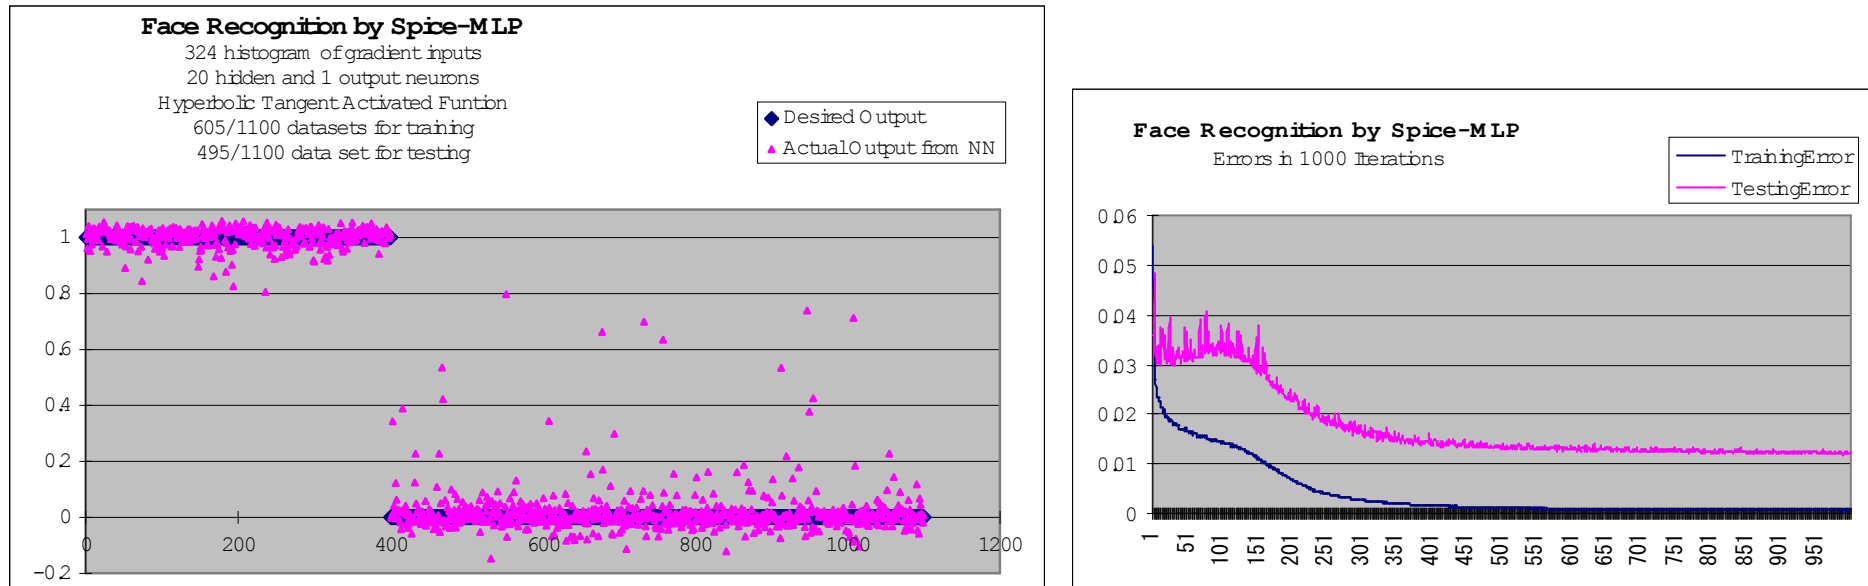 Face Recognition by Spice-MLP
324 histogram of gradient inputs
20 hidden and 1 output neurons
Hyperbolic Tangent Activated Funtion
605/1100 datasets for training
495/1100 data set for testing
Desired Output
Actual Output from NN
1
0.8
0.6
0.4
0.2
0
-0.2
0 200 400 600 800 1000 1200
Face Recognition by Spice-MLP
Errors in 1000 Iterations
TrainingError
TestingError
0.06
0.05
0.04
0.03
0.02
0.01
0
1 51 101 151 201 251 301 351 401 451 501 551 601 651 701 751 801 851 901 951